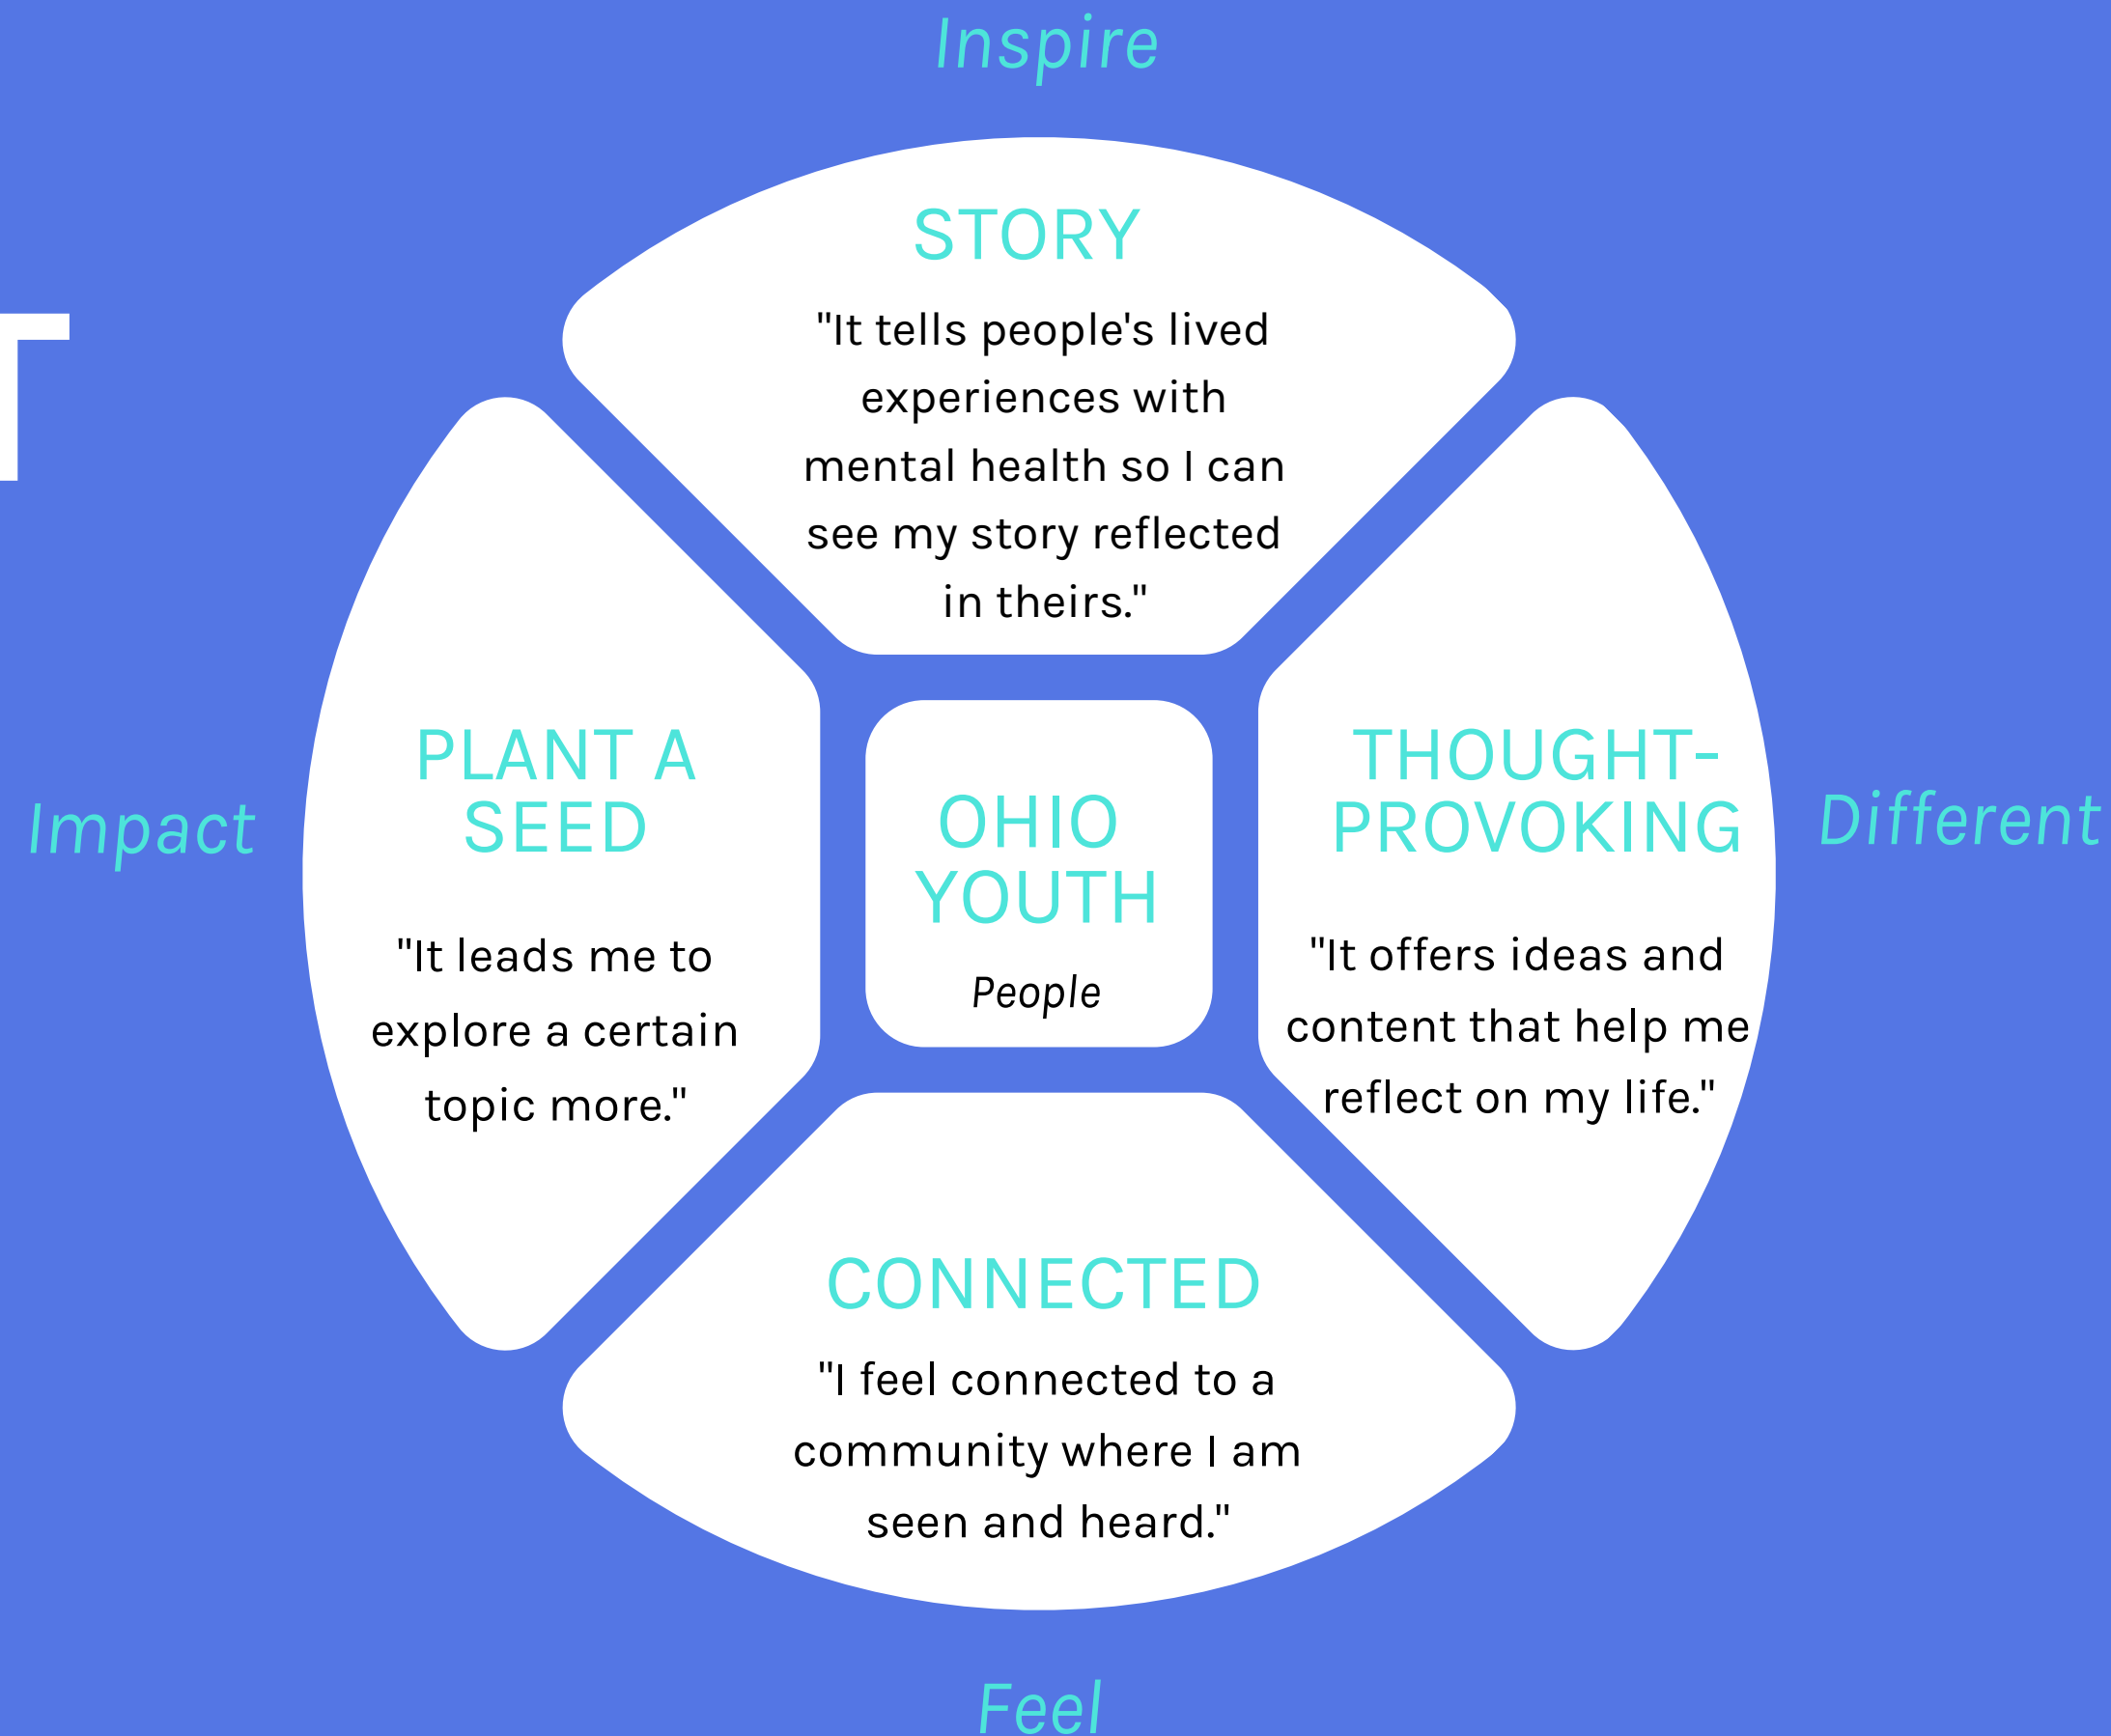 Inspire
STORY
"It tells people's lived
experiences with
mental health so I can
see my story reflected
in theirs."
T
Impact
PLANT A
SEED
"It leads me to
explore a certain
topic more."
OHIO
YOUTH
People
THOUGHT-
PROVOKING
"It offers ideas and
content that help me
reflect on my life."
Different
CONNECTED
"I feel connected to a
community where I am
seen and heard."
Feel